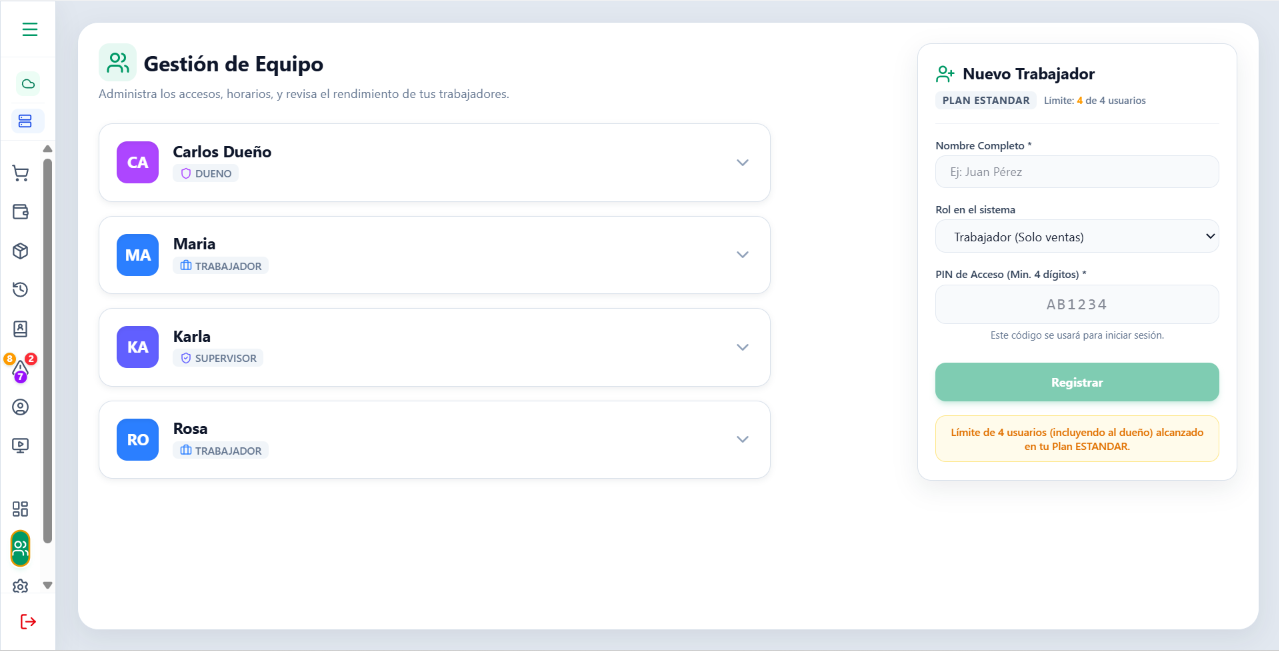 Gestión de Equipo
Administra los accesos, horarios, y revisa el rendimiento de tus trabajadores.
CA
Carlos Dueño
DUENO
MA
Maria
TRABAJADOR
KA
Karla
SUPERVISOR
RO
Rosa
TRABAJADOR
Nuevo Trabajador
PLAN ESTANDAR Límite: 4 de 4 usuarios
Nombre Completo *
Ej: Juan Pérez
Rol en el sistema
Trabajador (Solo ventas)
PIN de Acceso (Min. 4 dígitos) *
AB1234
Este código se usará para iniciar sesión.
Registrar
Límite de 4 usuarios (incluyendo al dueño) alcanzado
en tu Plan ESTANDAR.
8
2
7